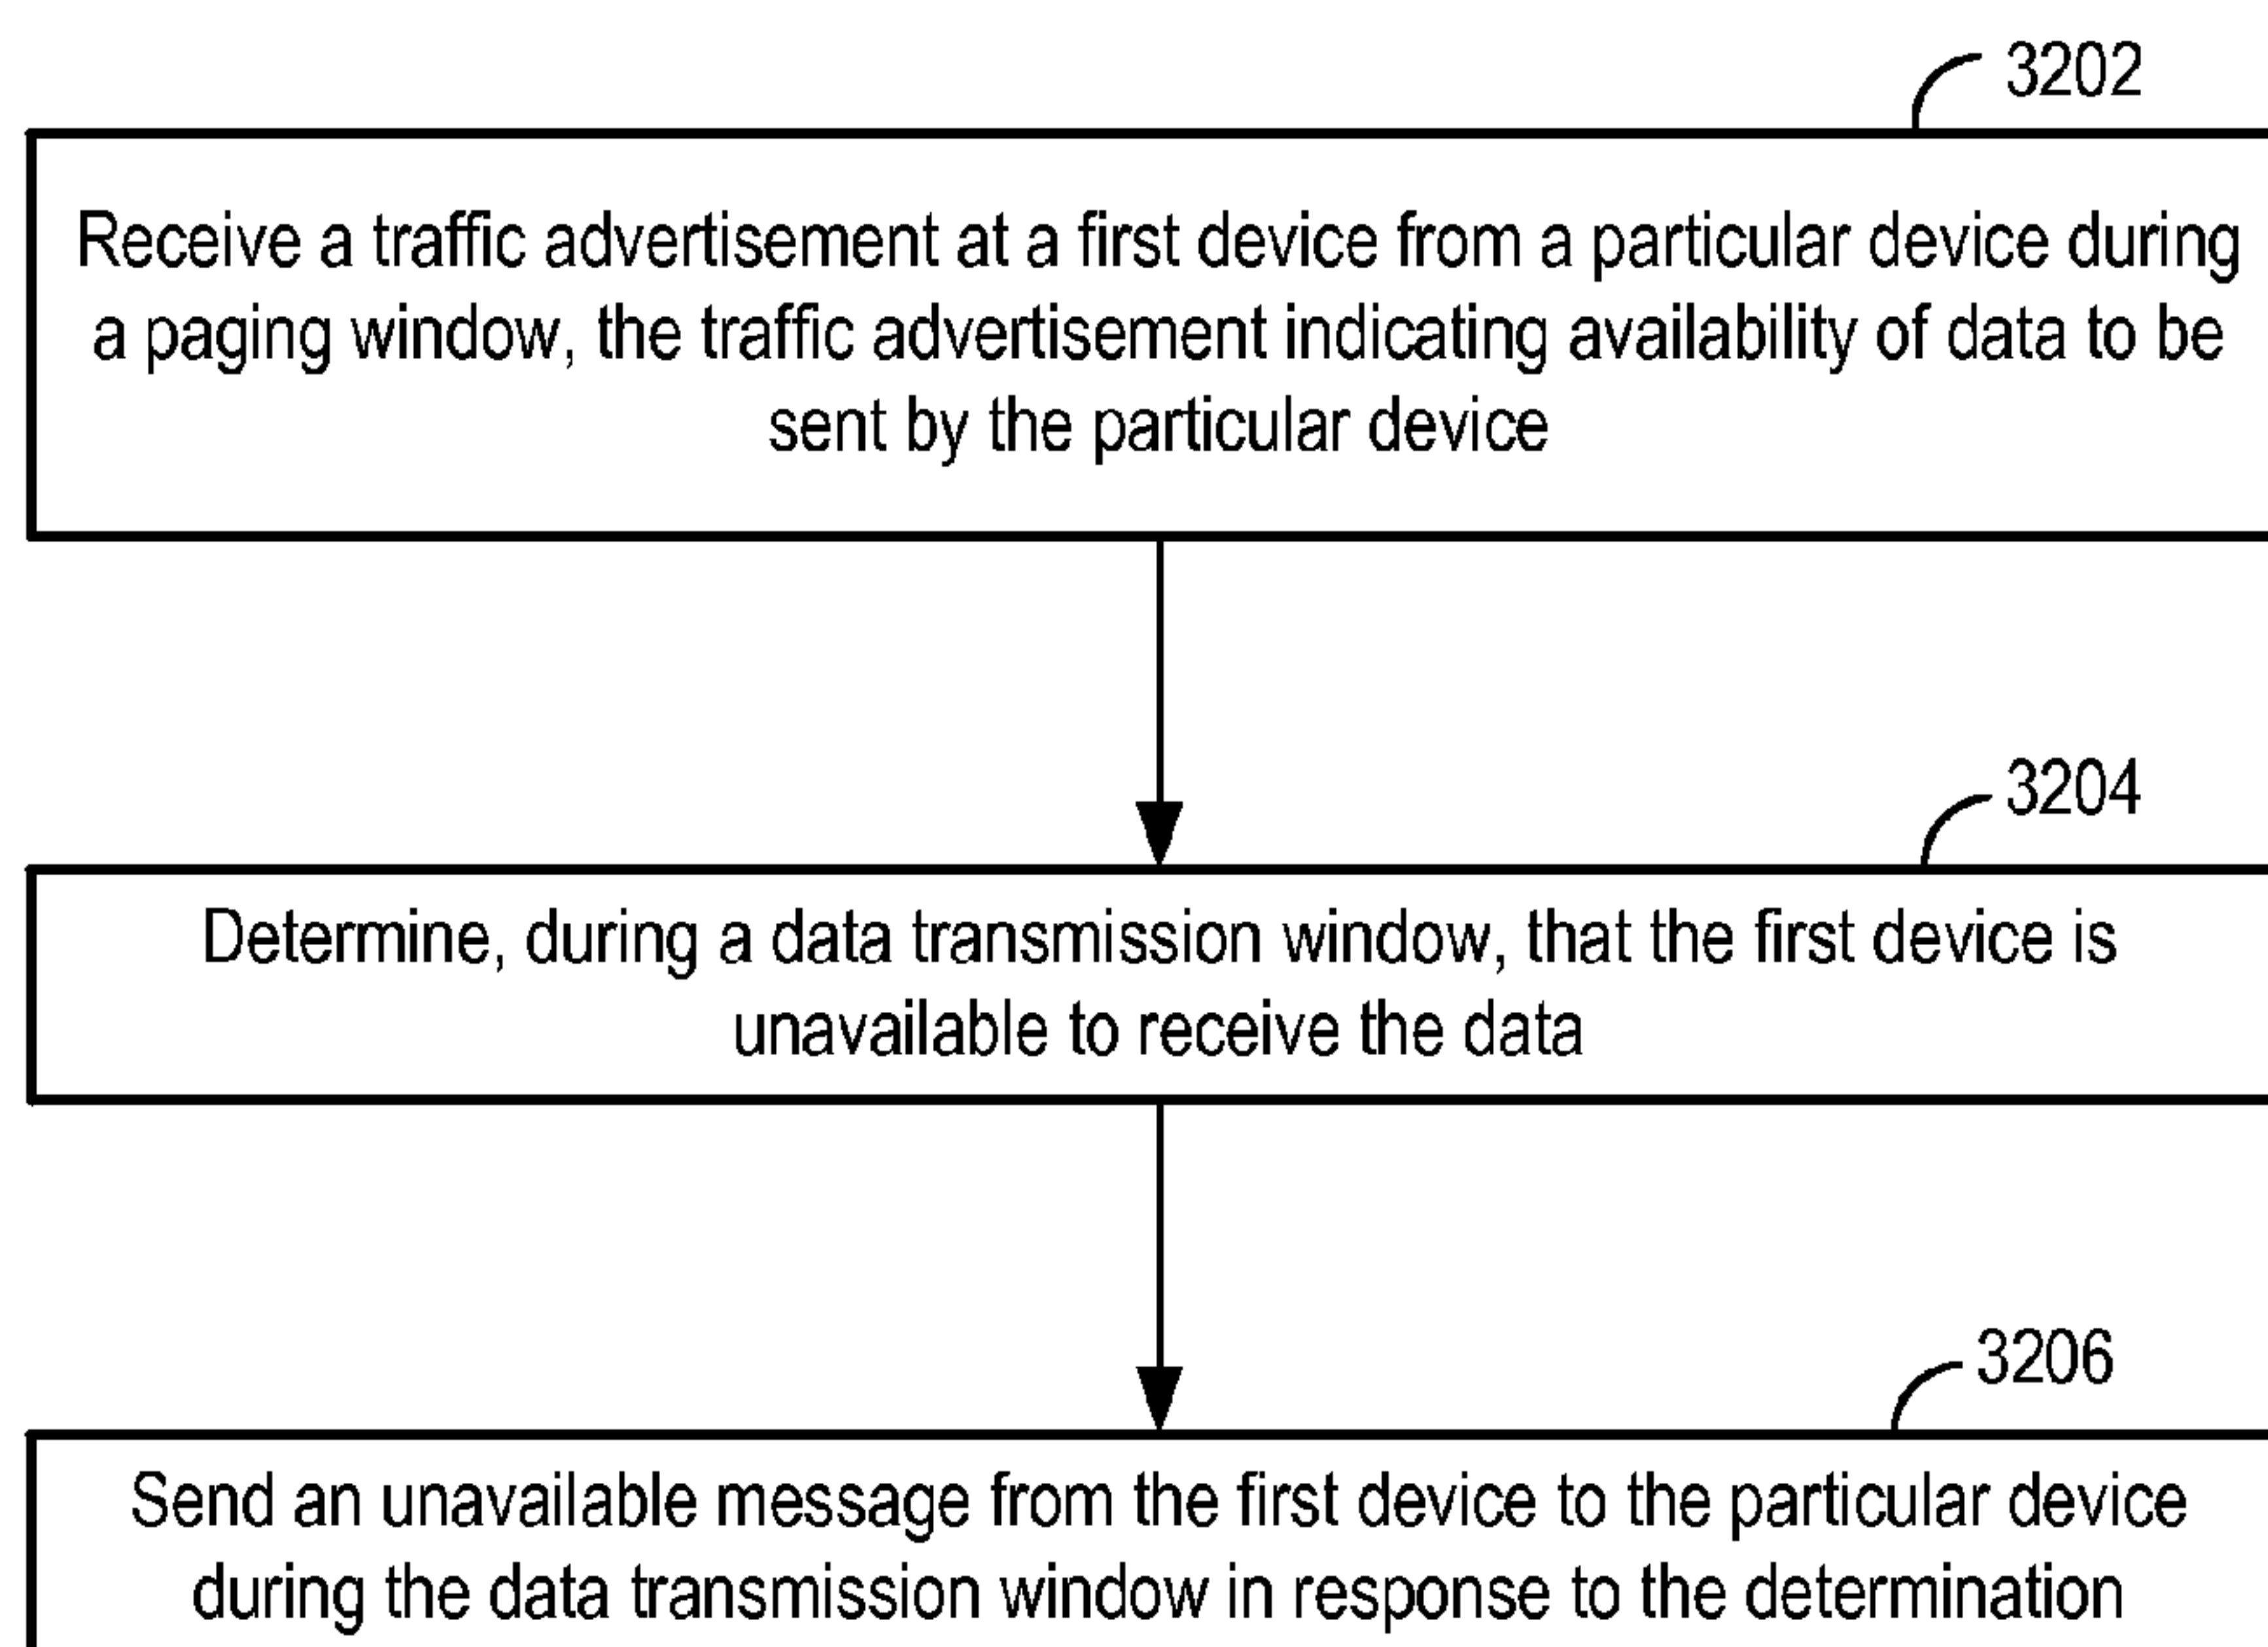 3202
Receive a traffic advertisement at a first device from a particular device during
a paging window, the traffic advertisement indicating availability of data to be
sent by the particular device
3204
Determine, during a data transmission window, that the first device is
unavailable to receive the data
3206
Send an unavailable message from the first device to the particular device
during the data transmission window in response to the determination